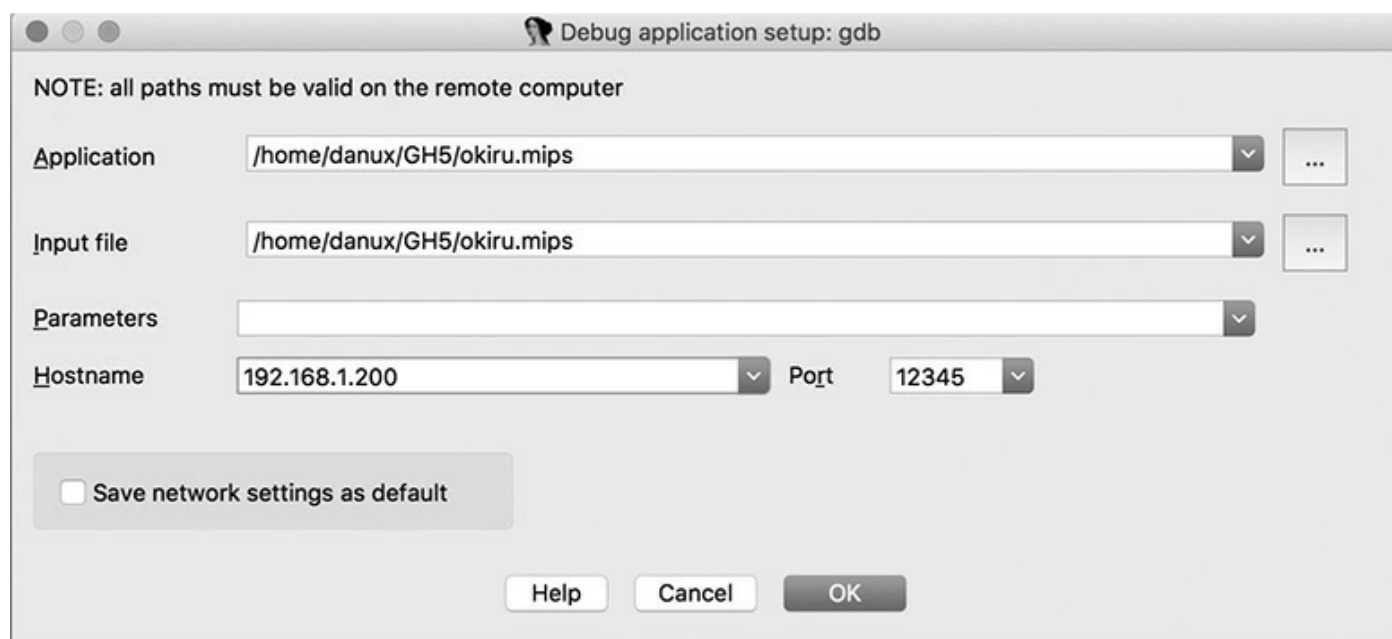 Debug application setup: gdb
NOTE: all paths must be valid on the remote computer
Application /home/danux/GH5/okiru.mips ...
Input file /home/danux/GH5/okiru.mips ...
Parameters
Hostname 192.168.1.200 Port 12345
Save network settings as default
Help Cancel OK